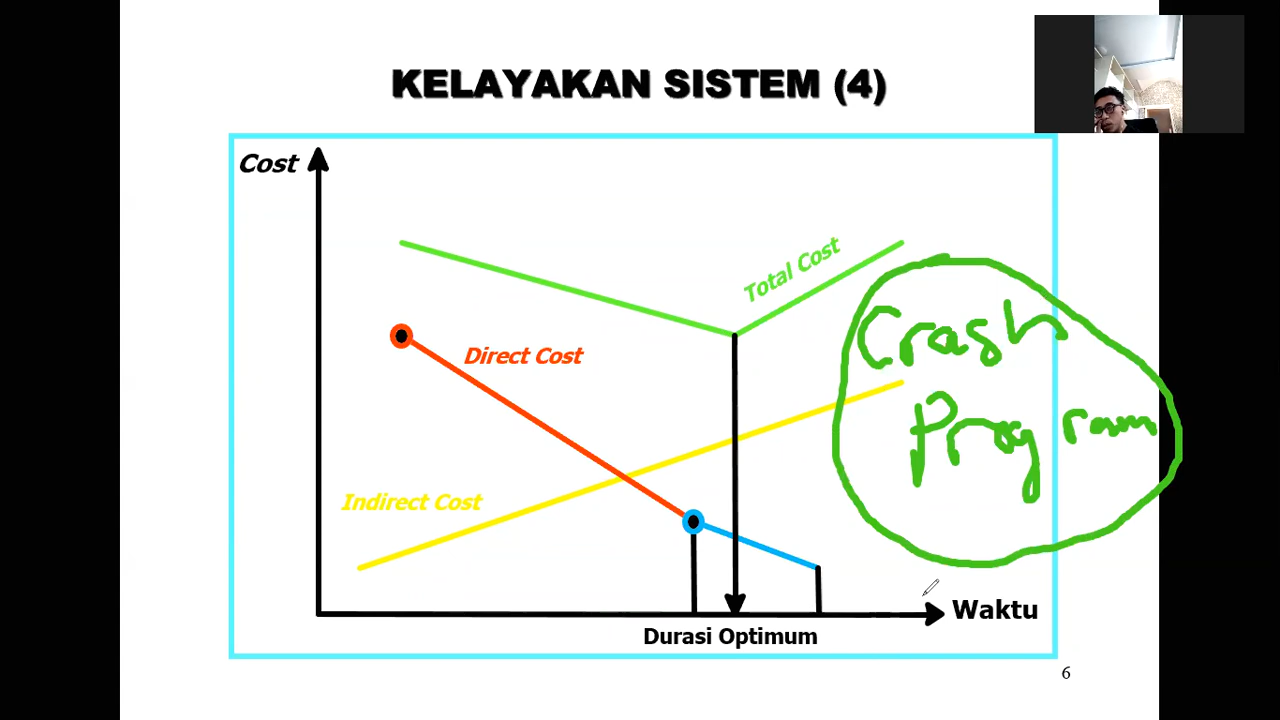 KELAYAKAN SISTEM (4)
Cost
Total Cost
Direct Cost
Crash
Program
Indirect Cost
Waktu
Durasi Optimum
6